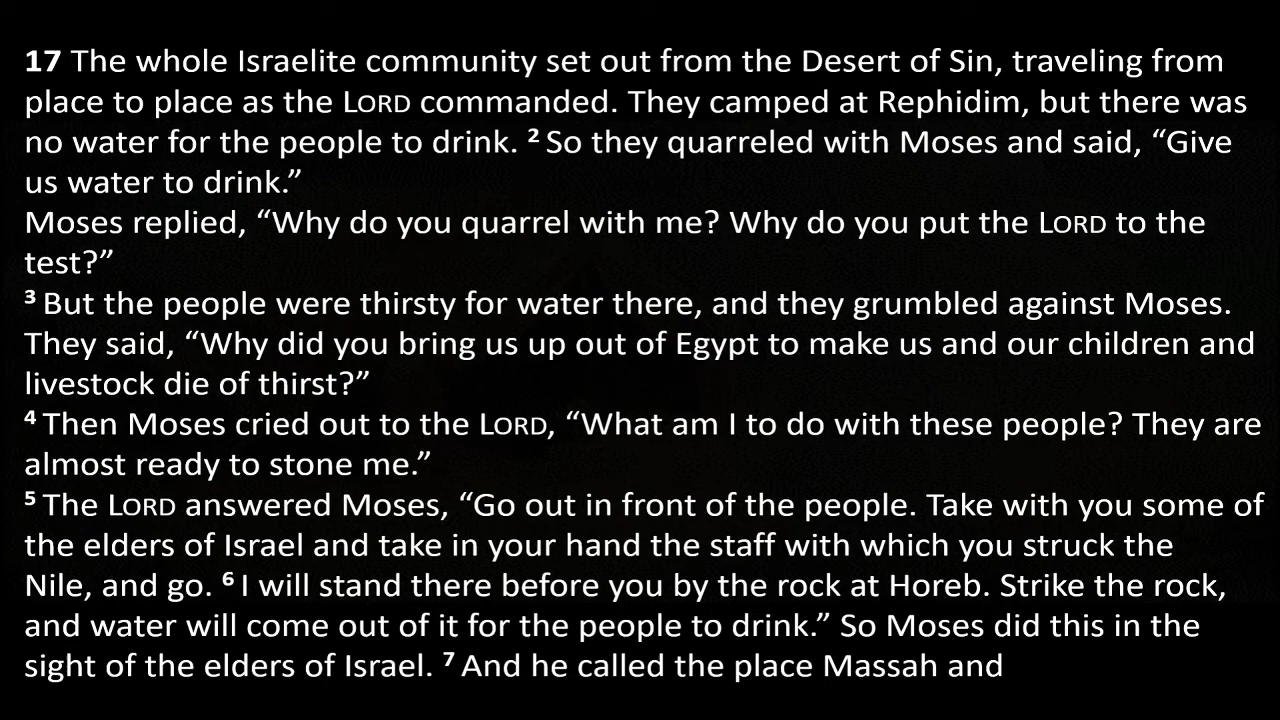 17 The whole Israelite community set out from the Desert of Sin, traveling from
place to place as the LORD commanded. They camped at Rephidim, but there was
no water for the people to drink. 2 So they quarreled with Moses and said, “Give
us water to drink.”
Moses replied, “Why do you quarrel with me? Why do you put the LORD to the
test?”
3 But the people were thirsty for water there, and they grumbled against Moses.
They said, “Why did you bring us up out of Egypt to make us and our children and
livestock die of thirst?”
4 Then Moses cried out to the LORD, “What am I to do with these people? They are
almost ready to stone me.”
5 The LORD answered Moses, “Go out in front of the people. Take with you some of
the elders of Israel and take in your hand the staff with which you struck the
Nile, and go. 6 I will stand there before you by the rock at Horeb. Strike the rock,
and water will come out of it for the people to drink.” So Moses did this in the
sight of the elders of Israel. 7 And he called the place Massah and